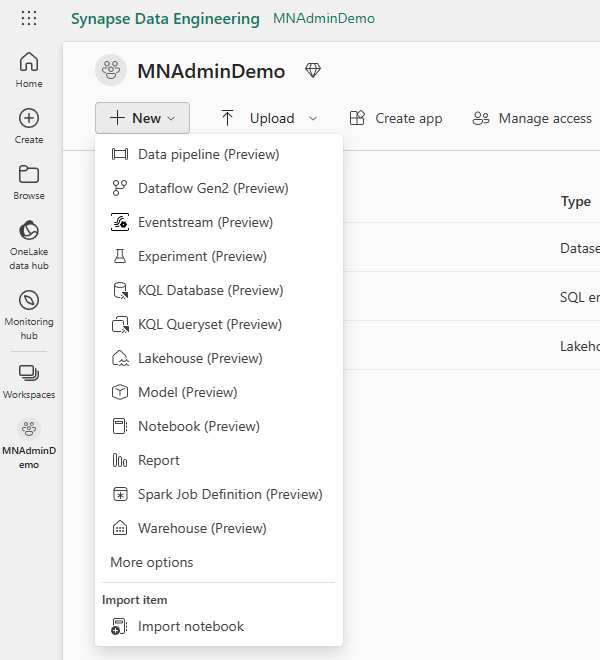 Synapse Data Engineering MNAdminDemo
Home
Create
Browse
OneLake
data hub
Monitoring
hub
Workspaces
MNAdminD
emo
MNAdminDemo
New
Upload
Create app
Manage access
Data pipeline (Preview)
Dataflow Gen2 (Preview)
Eventstream (Preview)
Experiment (Preview)
KQL Database (Preview)
KQL Queryset (Preview)
Lakehouse (Preview)
Model (Preview)
Notebook (Preview)
Report
Spark Job Definition (Preview)
Warehouse (Preview)
More options
Import item
Import notebook
Type
Datase
SQL er
Lakeho